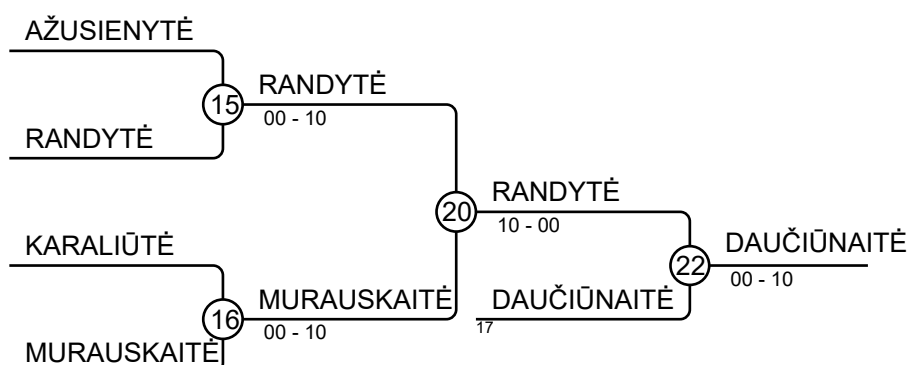 AŽUSIENYTĖ
15
RANDYTĖ
00 - 10
RANDYTĖ
20
RANDYTĖ
10 - 00
KARALIŪTĖ
22
DAUČIŪNAITĖ
00 - 10
16
MURAUSKAITĖ
00 - 10
DAUČIŪNAITĖ
17
MURAUSKAITĖ